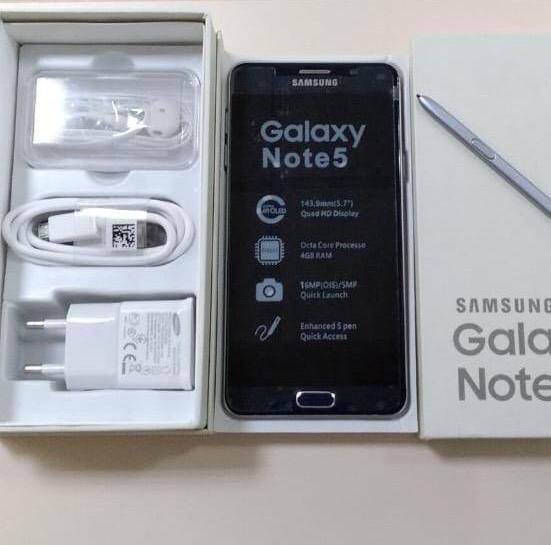 SAMSUNG
Galaxy
Note5
143.9mm(5.7")
Quad HD Display
Octa Core Processo
4GB RAM
16MP(OIS)/5MP
Quick Launch
Enhanced S pen
Quick Access
SAMSUNG
Gala
Note